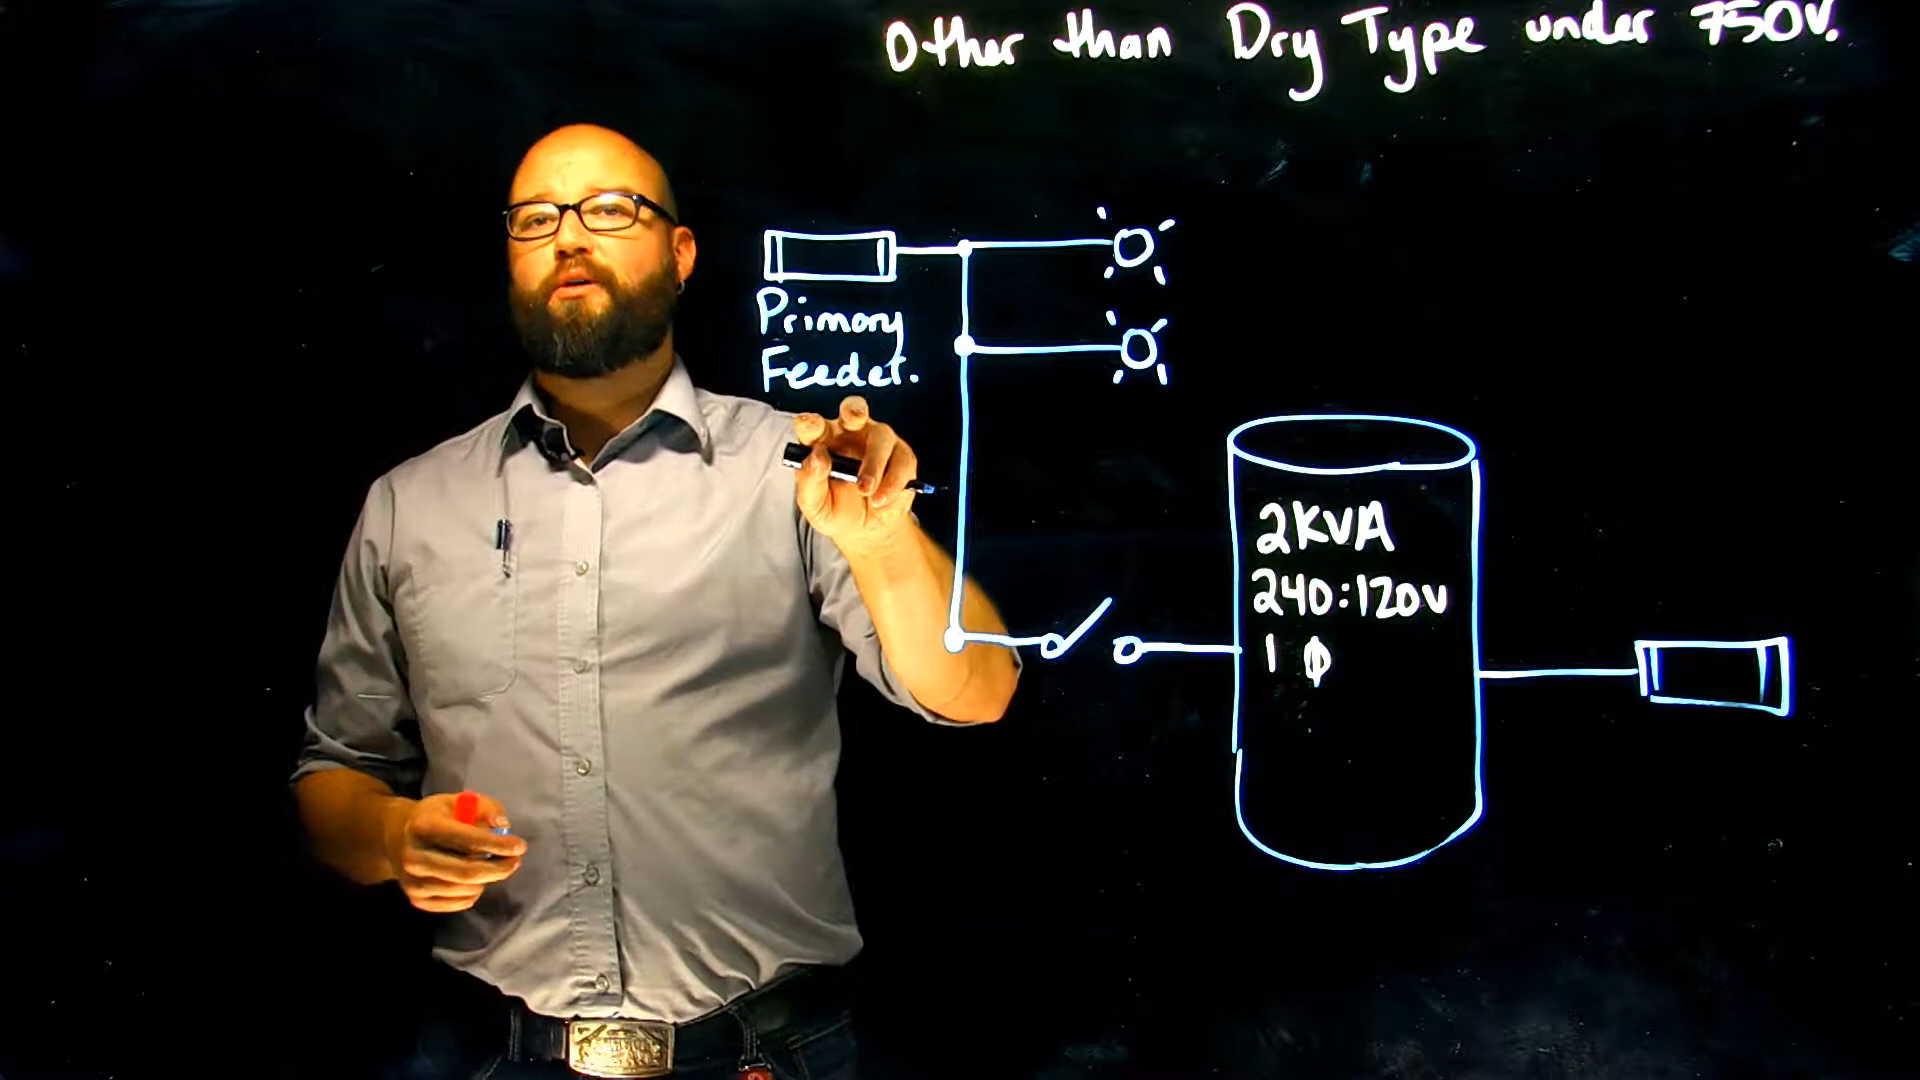 Other than Dry Type under 750V.
Primary
Feeder.
2KVA
240:120V
1 ϕ